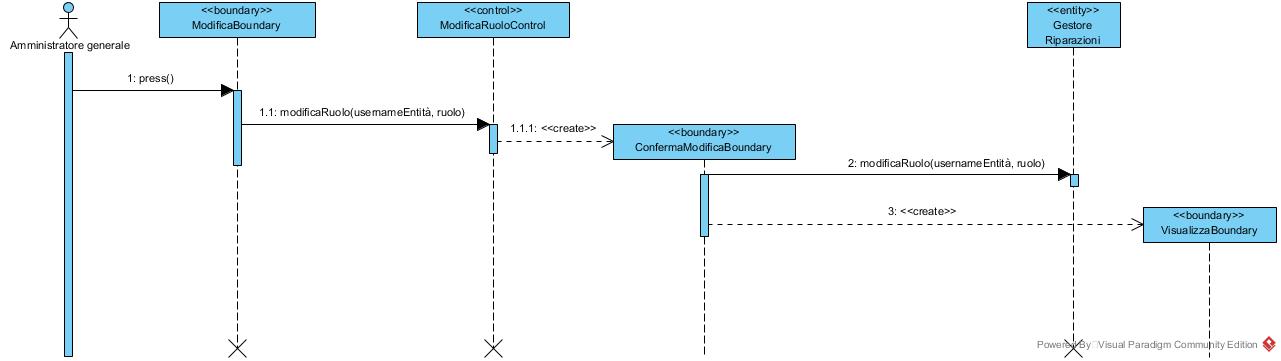 <<boundary>>
ModificaBoundary
<<control>>
ModificaRuoloControl
<<entity>>
Gestore
Riparazioni
Amministratore generale
1: press()
1.1: modificaRuolo(usernameEntità, ruolo)
1.1.1: <<create>>
<<boundary>>
ConfermaModificaBoundary
2: modificaRuolo(usernameEntità, ruolo)
3: <<create>>
<<boundary>>
VisualizzaBoundary
Powered By Visual Paradigm Community Edition